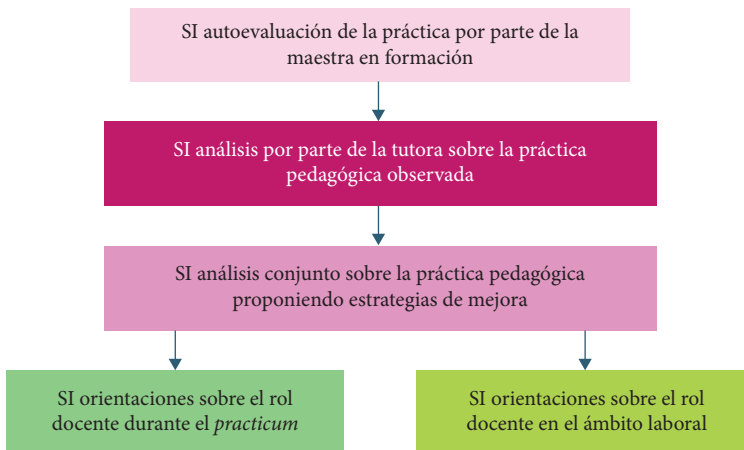 SI autoevaluación de la práctica por parte de la
maestra en formación
SI análisis por parte de la tutora sobre la práctica
pedagógica observada
SI análisis conjunto sobre la práctica pedagógica
proponiendo estrategias de mejora
SI orientaciones sobre el rol
docente durante el practicum
SI orientaciones sobre el rol
docente en el ámbito laboral